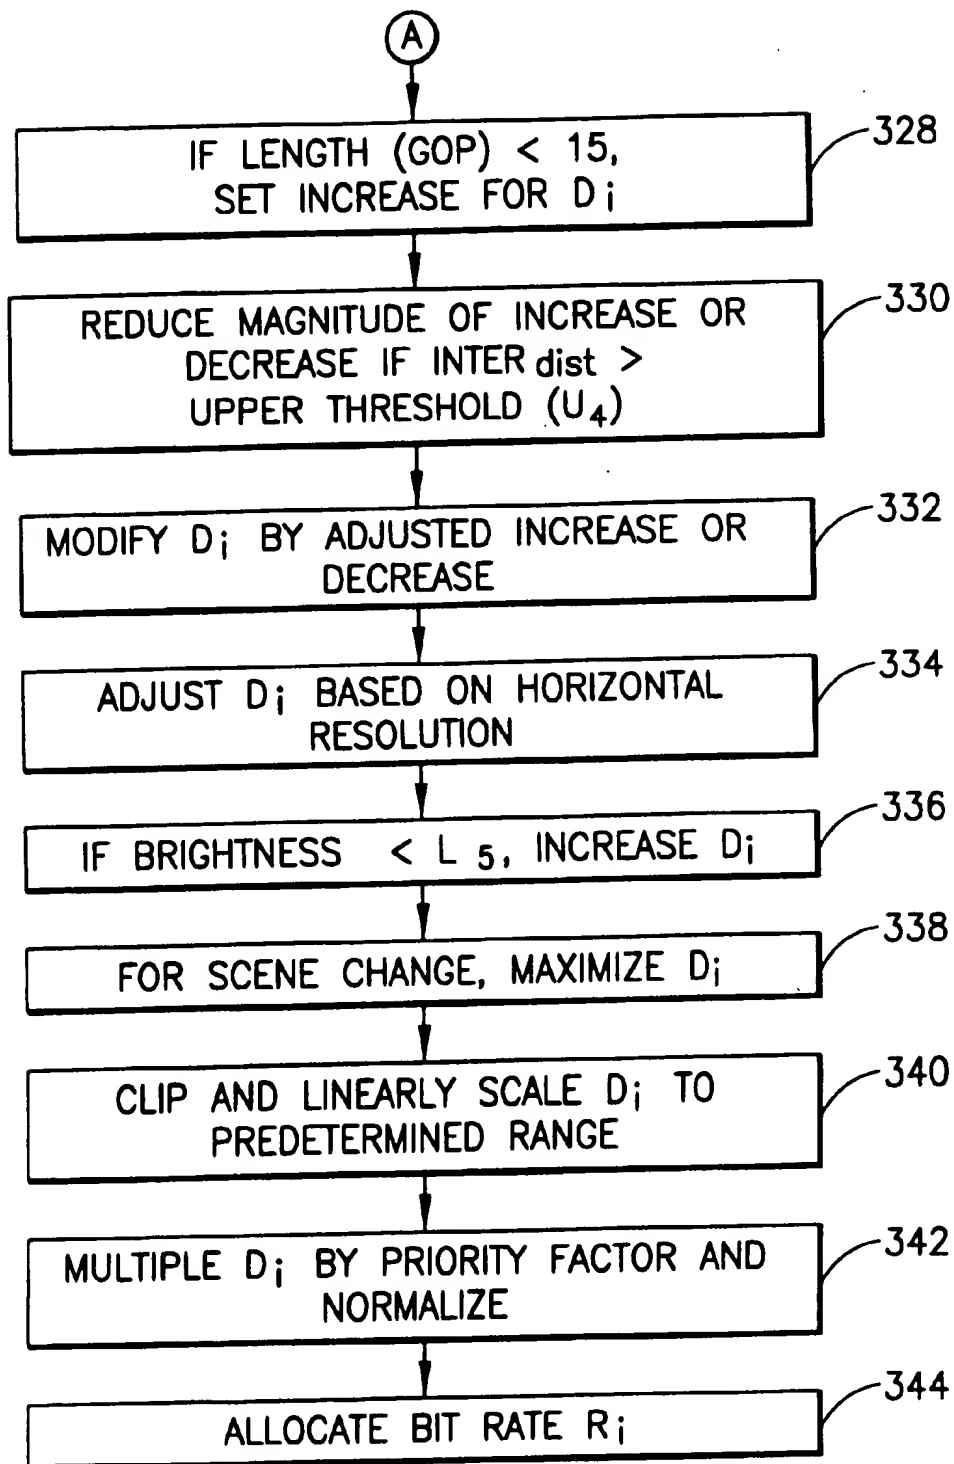 A
IF LENGTH (GOP) < 15,
SET INCREASE FOR Di
328
REDUCE MAGNITUDE OF INCREASE OR
DECREASE IF INTER dist >
UPPER THRESHOLD (U4)
330
MODIFY Di BY ADJUSTED INCREASE OR
DECREASE
332
ADJUST Di BASED ON HORIZONTAL
RESOLUTION
334
IF BRIGHTNESS < L 5, INCREASE Di
336
FOR SCENE CHANGE, MAXIMIZE Di
338
CLIP AND LINEARLY SCALE Di TO
PREDETERMINED RANGE
340
MULTIPLE Di BY PRIORITY FACTOR AND
NORMALIZE
342
ALLOCATE BIT RATE Ri
344